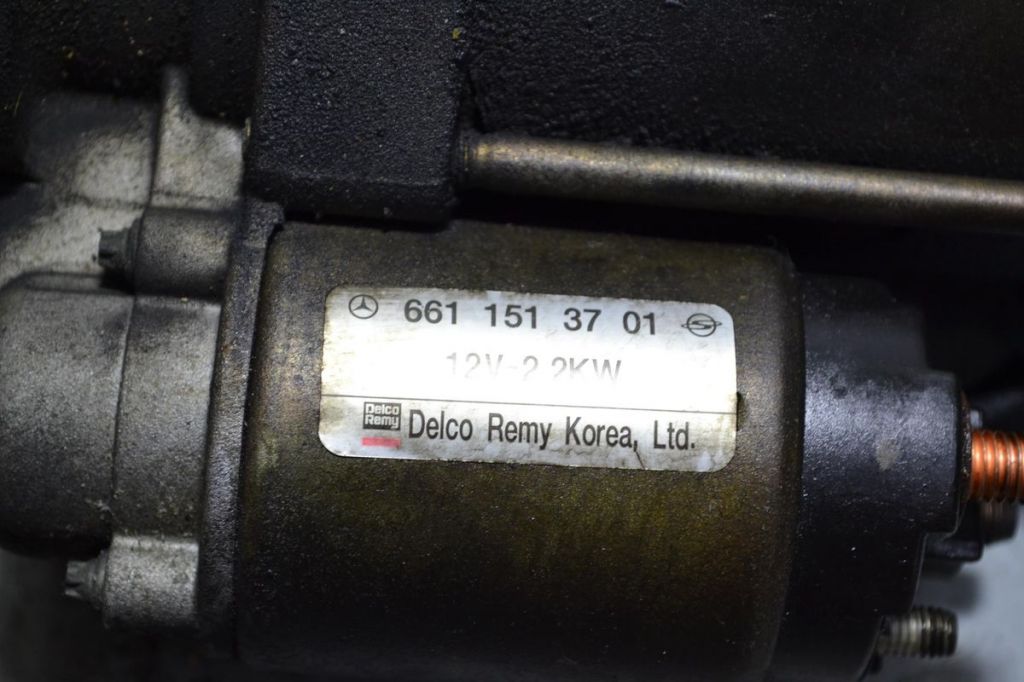 661 151 37 01
12V-2.2KW
Delco Remy
Delco Remy Korea, Ltd.